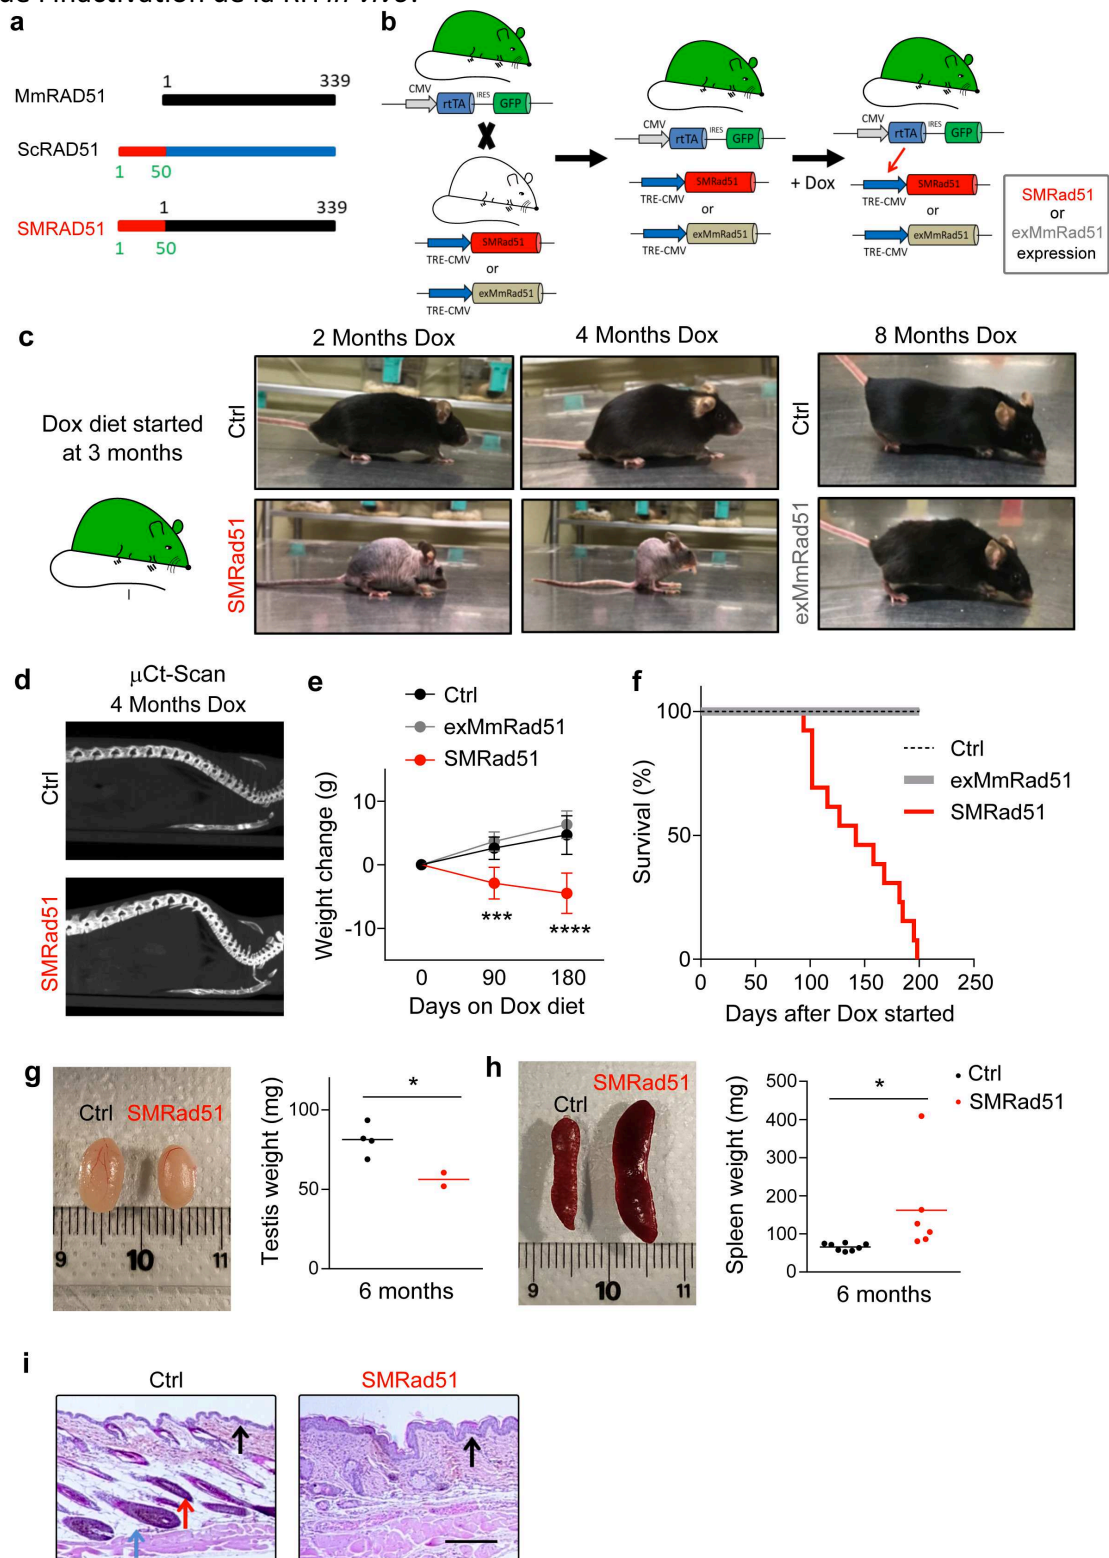 de l'inactivation de la RH in vivo.
a
MmRAD51
1
339
ScRAD51
1
50
SMRAD51
1
339
1
50
b
CMV
rtTA
IRES
GFP
X
TRE-CMV
SMRad51
or
TRE-CMV
exMmRad51
CMV
rtTA
IRES
GFP
TRE-CMV
SMRad51
or
TRE-CMV
exMmRad51
+ Dox
CMV
rtTA
IRES
GFP
TRE-CMV
SMRad51
or
TRE-CMV
exMmRad51
SMRad51
or
exMmRad51
expression
c
2 Months Dox
4 Months Dox
8 Months Dox
Dox diet started
at 3 months
Ctrl
SMRad51
Ctrl
exMmRad51
d
µCt-Scan
4 Months Dox
Ctrl
SMRad51
e
Ctrl
exMmRad51
SMRad51
Weight change (g)
10
0
-10
***
****
0 90 180
Days on Dox diet
f
Survival (%)
100
50
0
Ctrl
exMmRad51
SMRad51
0 50 100 150 200 250
Days after Dox started
g
Ctrl SMRad51
9 10 11
Testis weight (mg)
100
50
0
*
6 months
h
SMRad51
Ctrl
9 10 11
Spleen weight (mg)
500
400
300
200
100
0
*
6 months
Ctrl
SMRad51
i
Ctrl
SMRad51